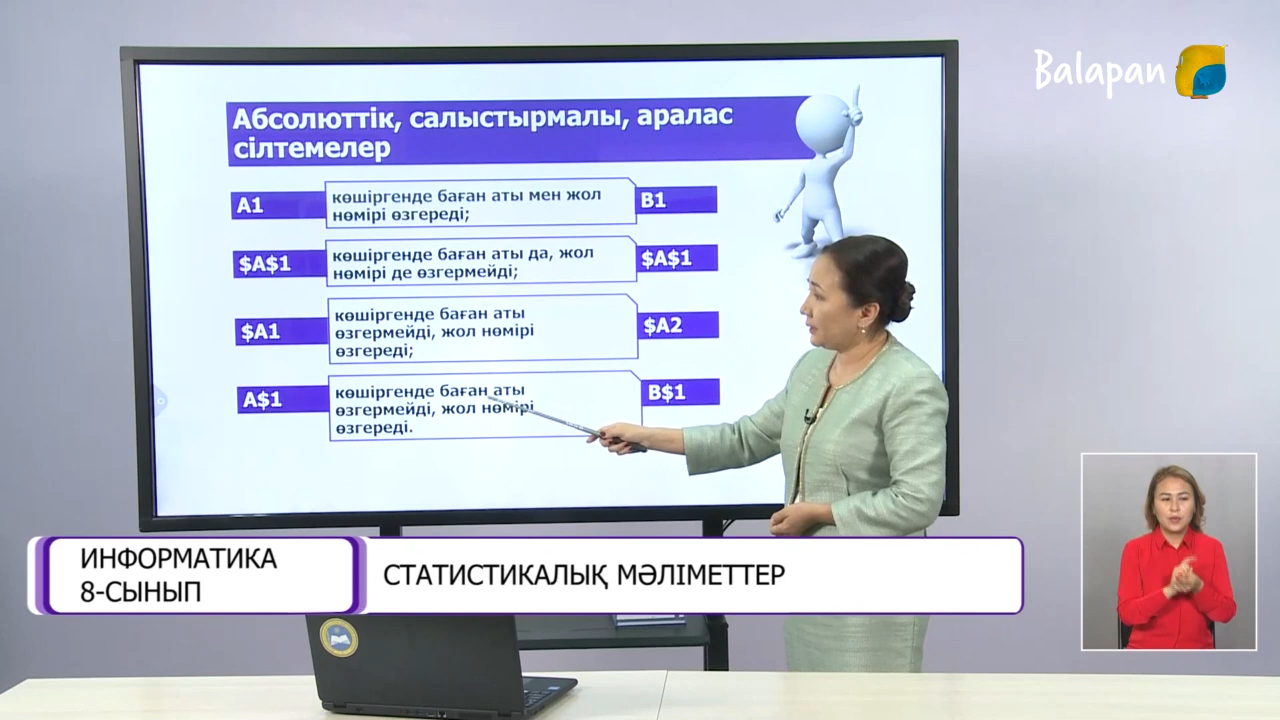 Balapan
Абсолюттік, салыстырмалы, аралас
сілтемелер
A1
көшіргенде баған аты мен жол
нөмірі өзгереді;
B1
$A$1
көшіргенде баған аты да, жол
нөмірі де өзгермейді;
$A$1
$A1
көшіргенде баған аты
өзгермейді, жол нөмірі
өзгереді;
$A2
A$1
көшіргенде баған аты
өзгермейді, жол нөмірі
өзгереді.
B$1
ИНФОРМАТИКА
8-СЫНЫП
СТАТИСТИКАЛЫҚ МӘЛІМЕТТЕР